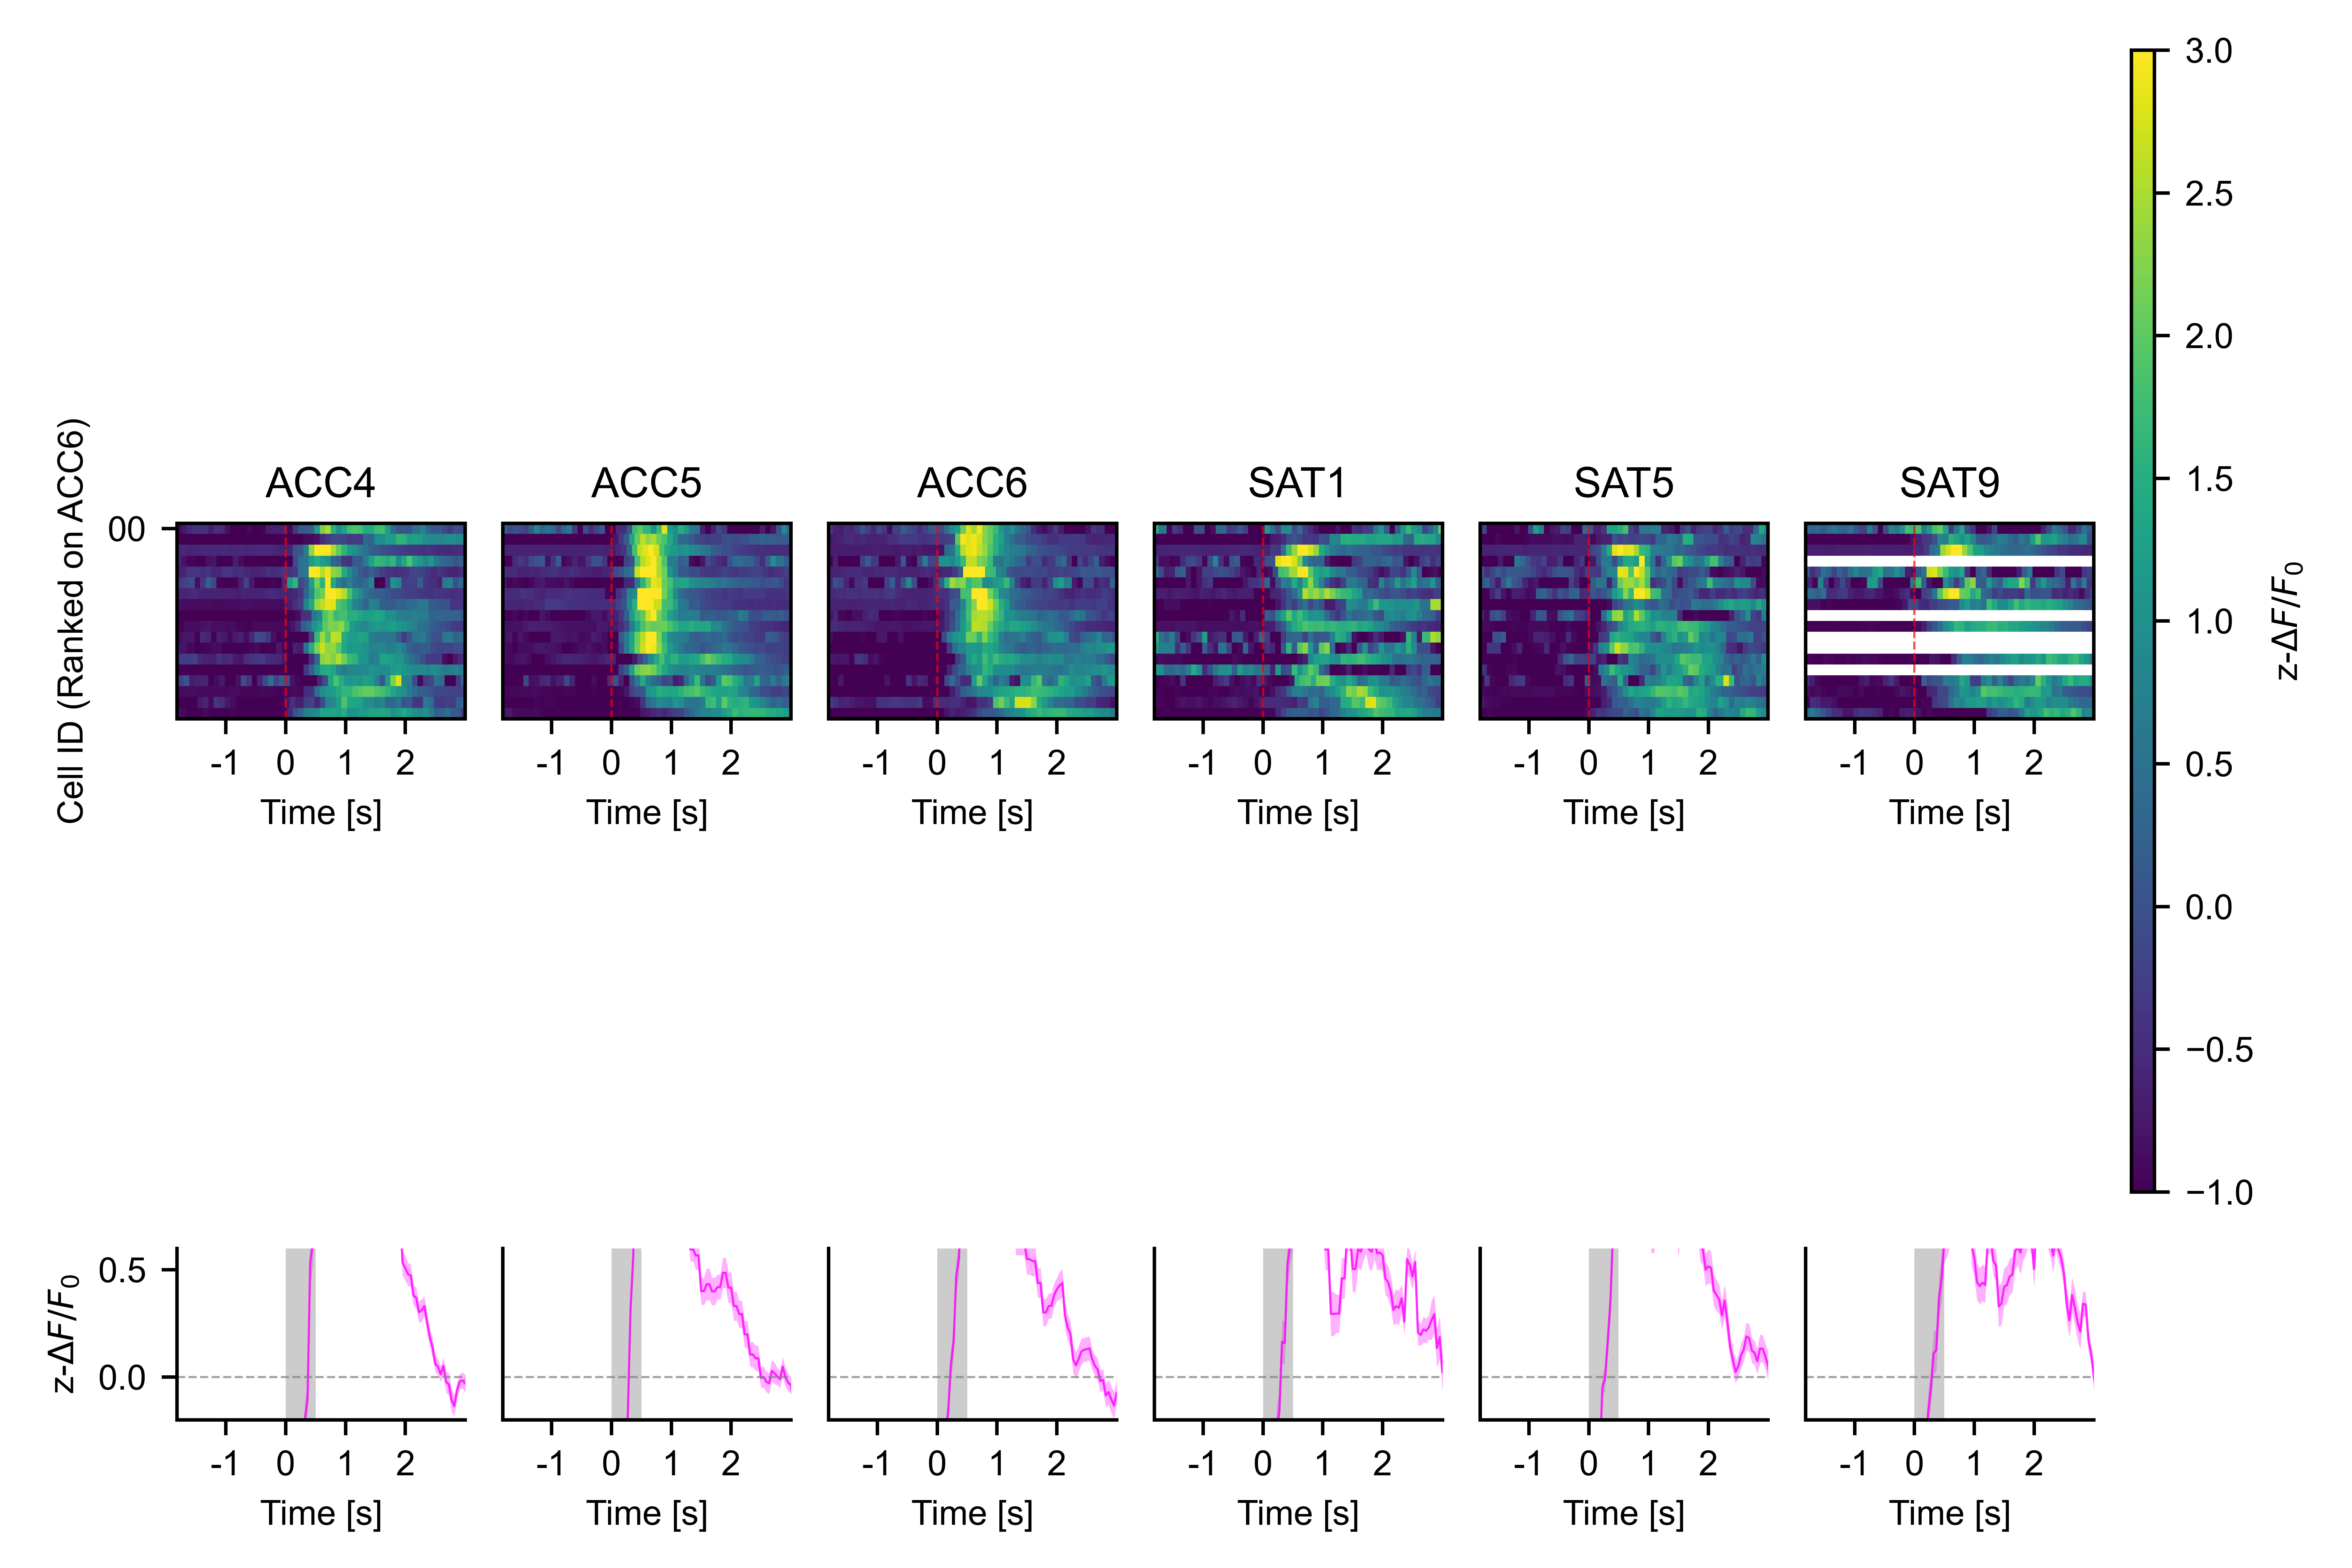 ACC4 ACC5 ACC6 SAT1 SAT5 SAT9
Cell ID (Ranked on ACC6)
00
-1 0 1 2 -1 0 1 2 -1 0 1 2 -1 0 1 2 -1 0 1 2 -1 0 1 2
Time [s] Time [s] Time [s] Time [s] Time [s] Time [s]
3.0
2.5
2.0
1.5
1.0
0.5
0.0
−0.5
−1.0
z-ΔF/F0
z-ΔF/F0
0.5
0.0
-1 0 1 2 -1 0 1 2 -1 0 1 2 -1 0 1 2 -1 0 1 2 -1 0 1 2
Time [s] Time [s] Time [s] Time [s] Time [s] Time [s]